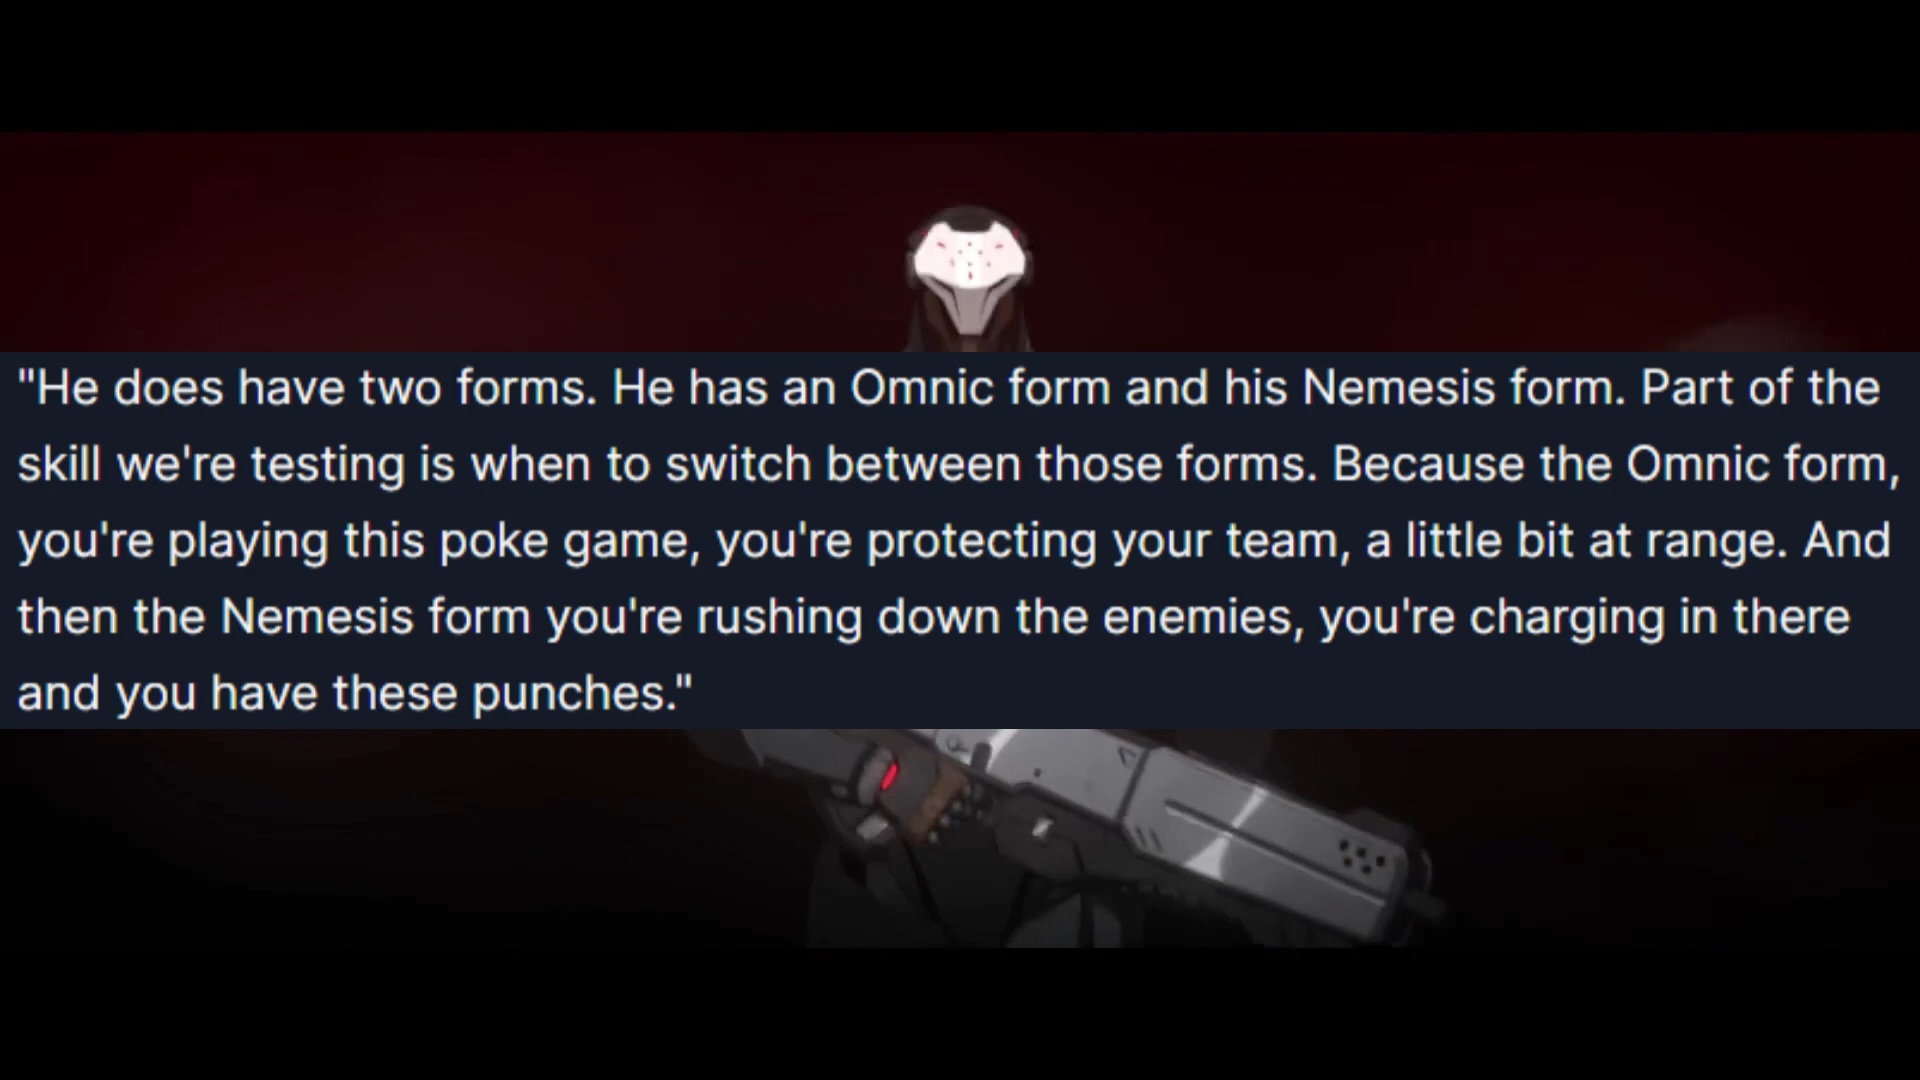 "He does have two forms. He has an Omnic form and his Nemesis form. Part of the
skill we're testing is when to switch between those forms. Because the Omnic form,
you're playing this poke game, you're protecting your team, a little bit at range. And
then the Nemesis form you're rushing down the enemies, you're charging in there
and you have these punches."